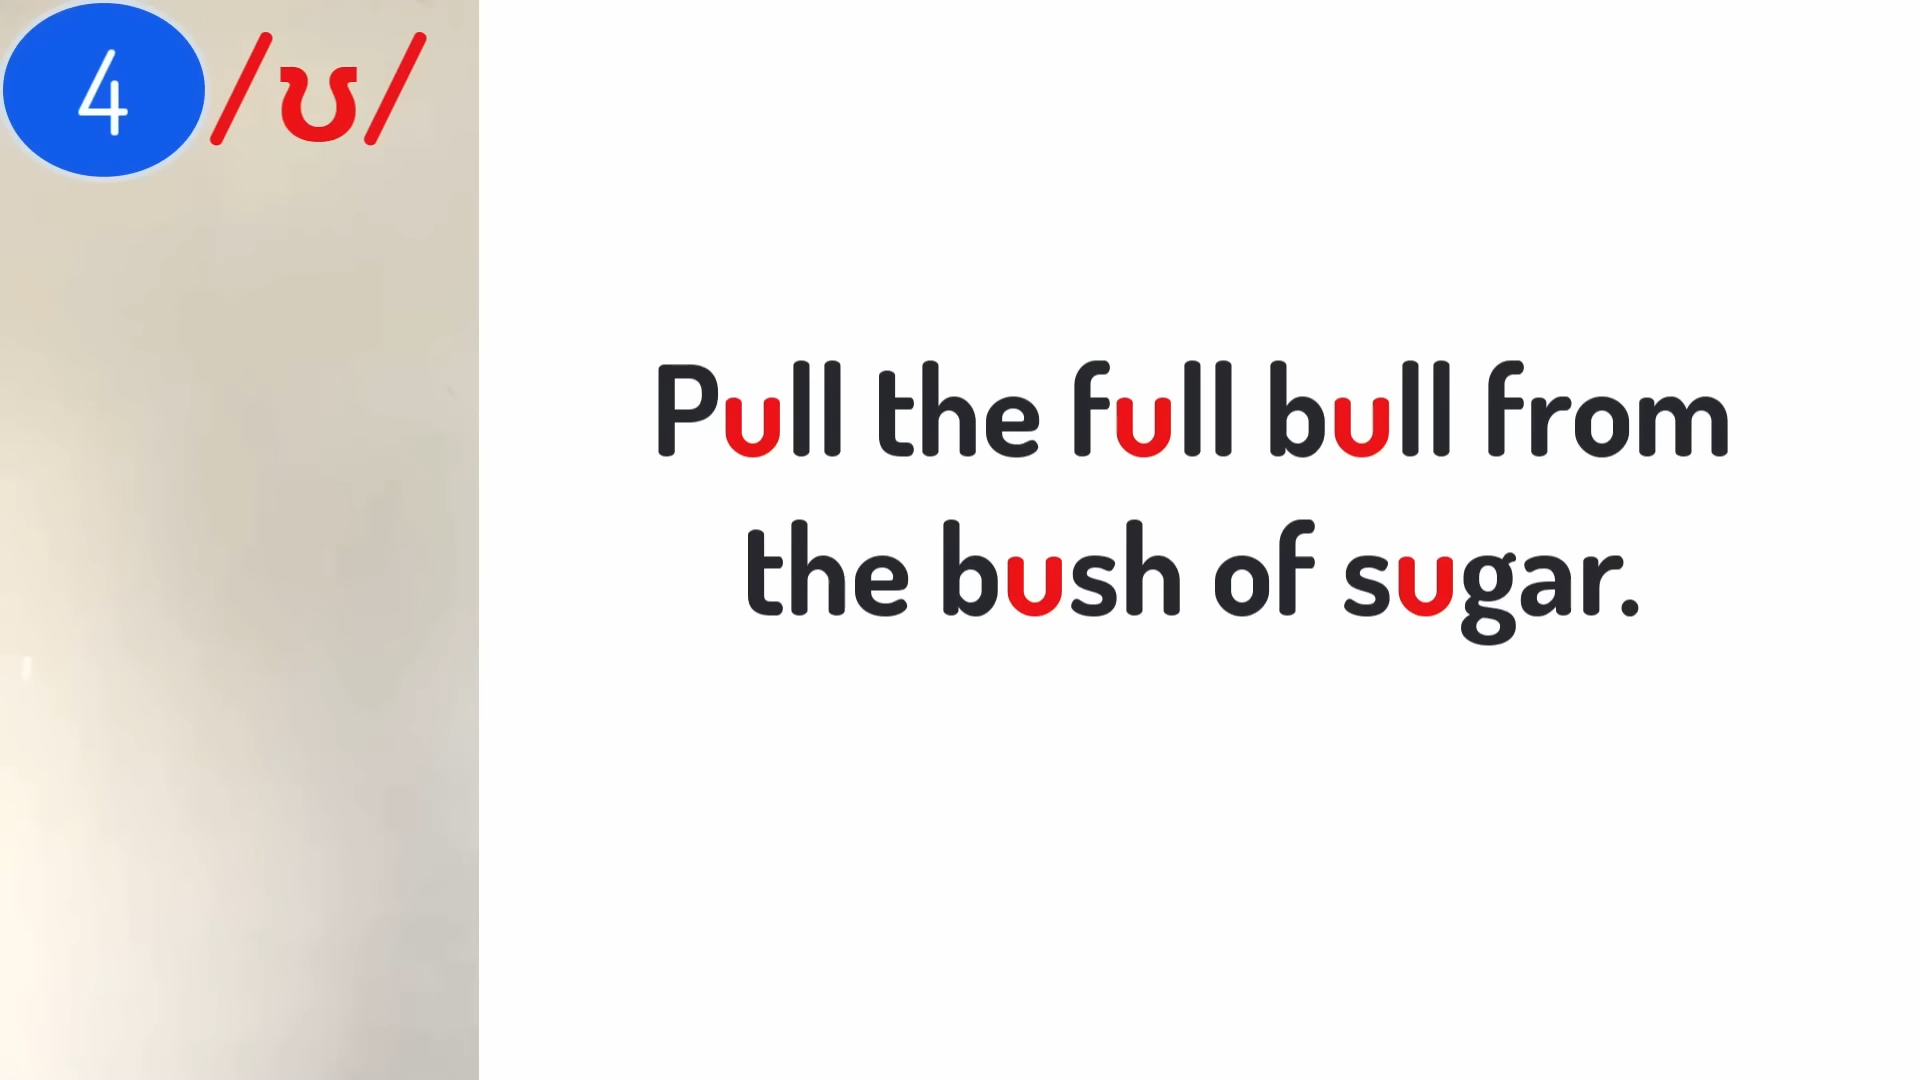 4 /ʊ/
Pull the full bull from
the bush of sugar.